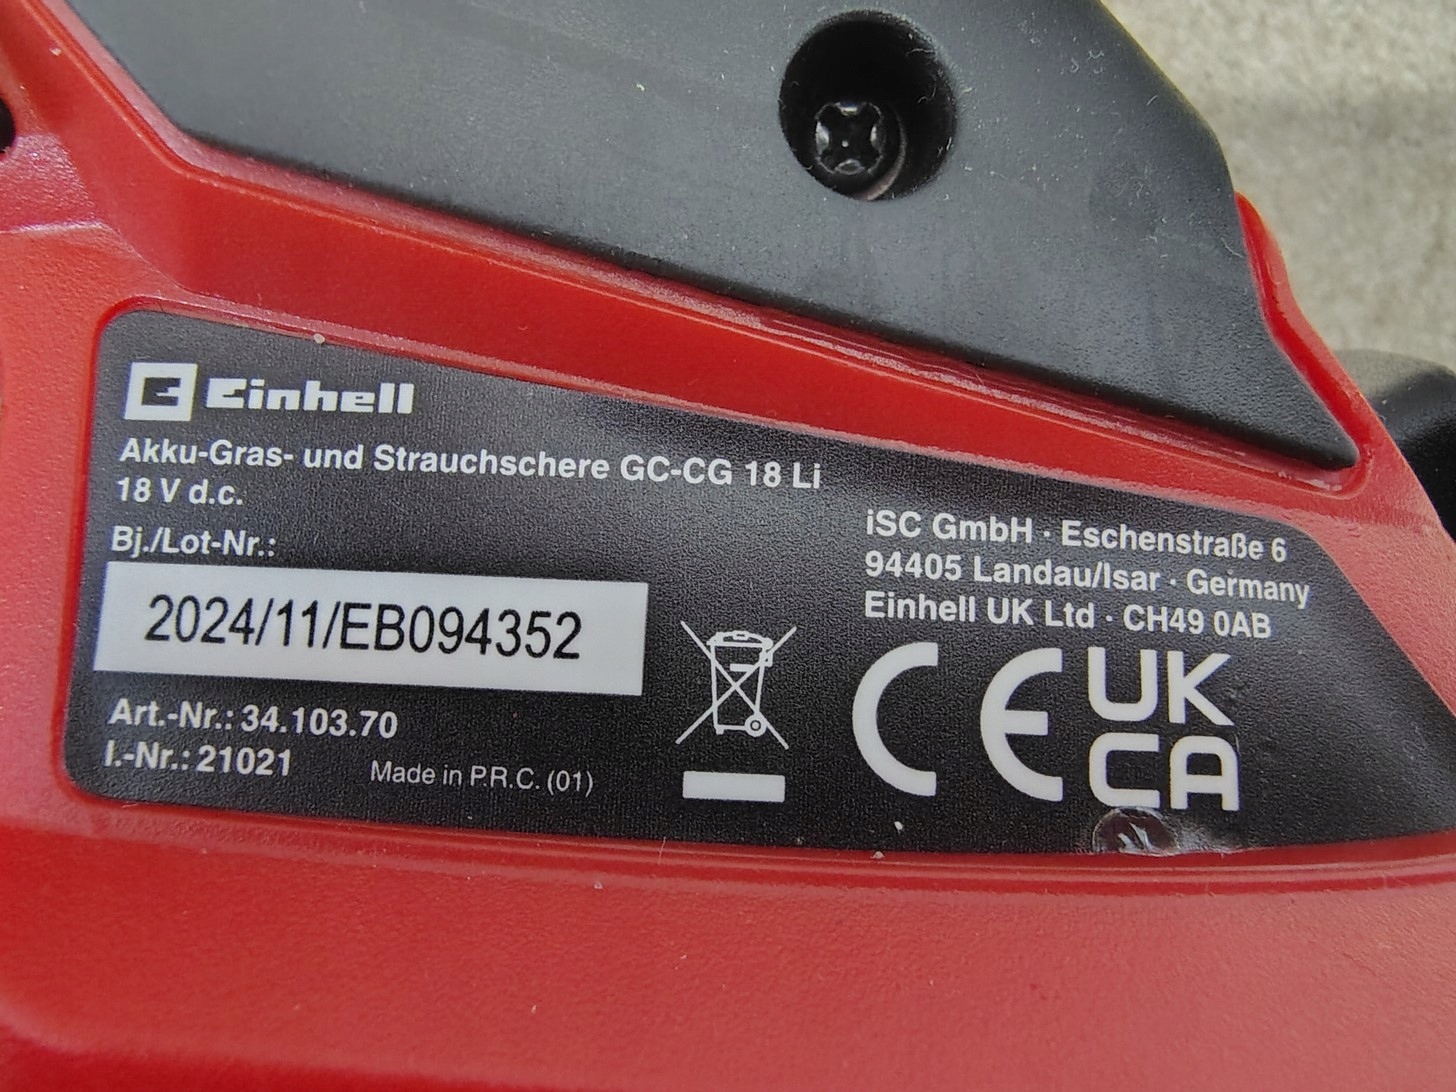 Einhell
Akku-Gras- und Strauchschere GC-CG 18 Li
18 V d.c.
Bj./Lot-Nr.:
2024/11/EB094352
Art.-Nr.: 34.103.70
I.-Nr.: 21021
Made in P.R.C. (01)
iSC GmbH · Eschenstraße 6
94405 Landau/Isar · Germany
Einhell UK Ltd · CH49 0AB
CE
UK
CA